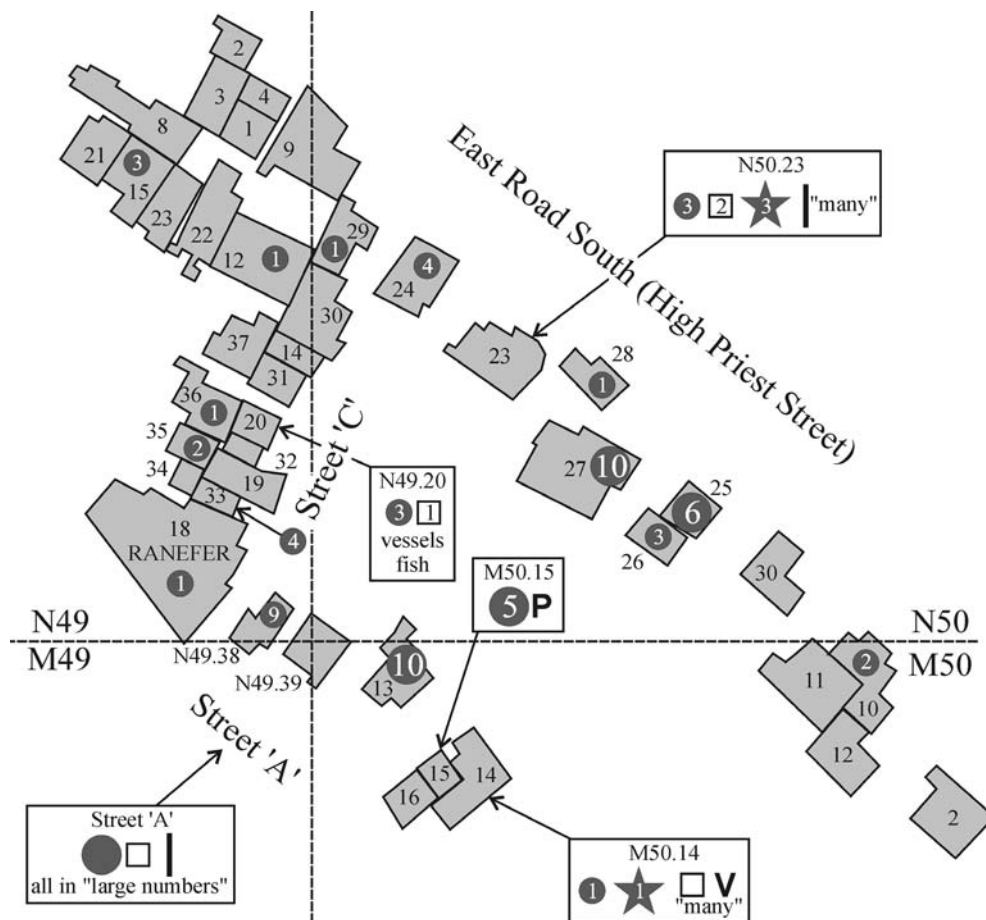 2
3
4
1
8
9
21
3
15
23
22
12
1
1
29
4
24
30
37
14
31
East Road South (High Priest Street)
N50.23
3 2 3 "many"
23
28
1
36
1
20
35
2
34
32
19
33
4
18
RANEFER
1
Street 'C'
N49.20
3 1
vessels
fish
27
10
25
6
3
26
30
M50.15
5 P
9
N49.38
N49.39
N49
M49
N50
M50
10
13
2
11
10
12
2
Street 'A'
15
14
16
Street 'A'
all in "large numbers"
M50.14
1 1 V
"many"